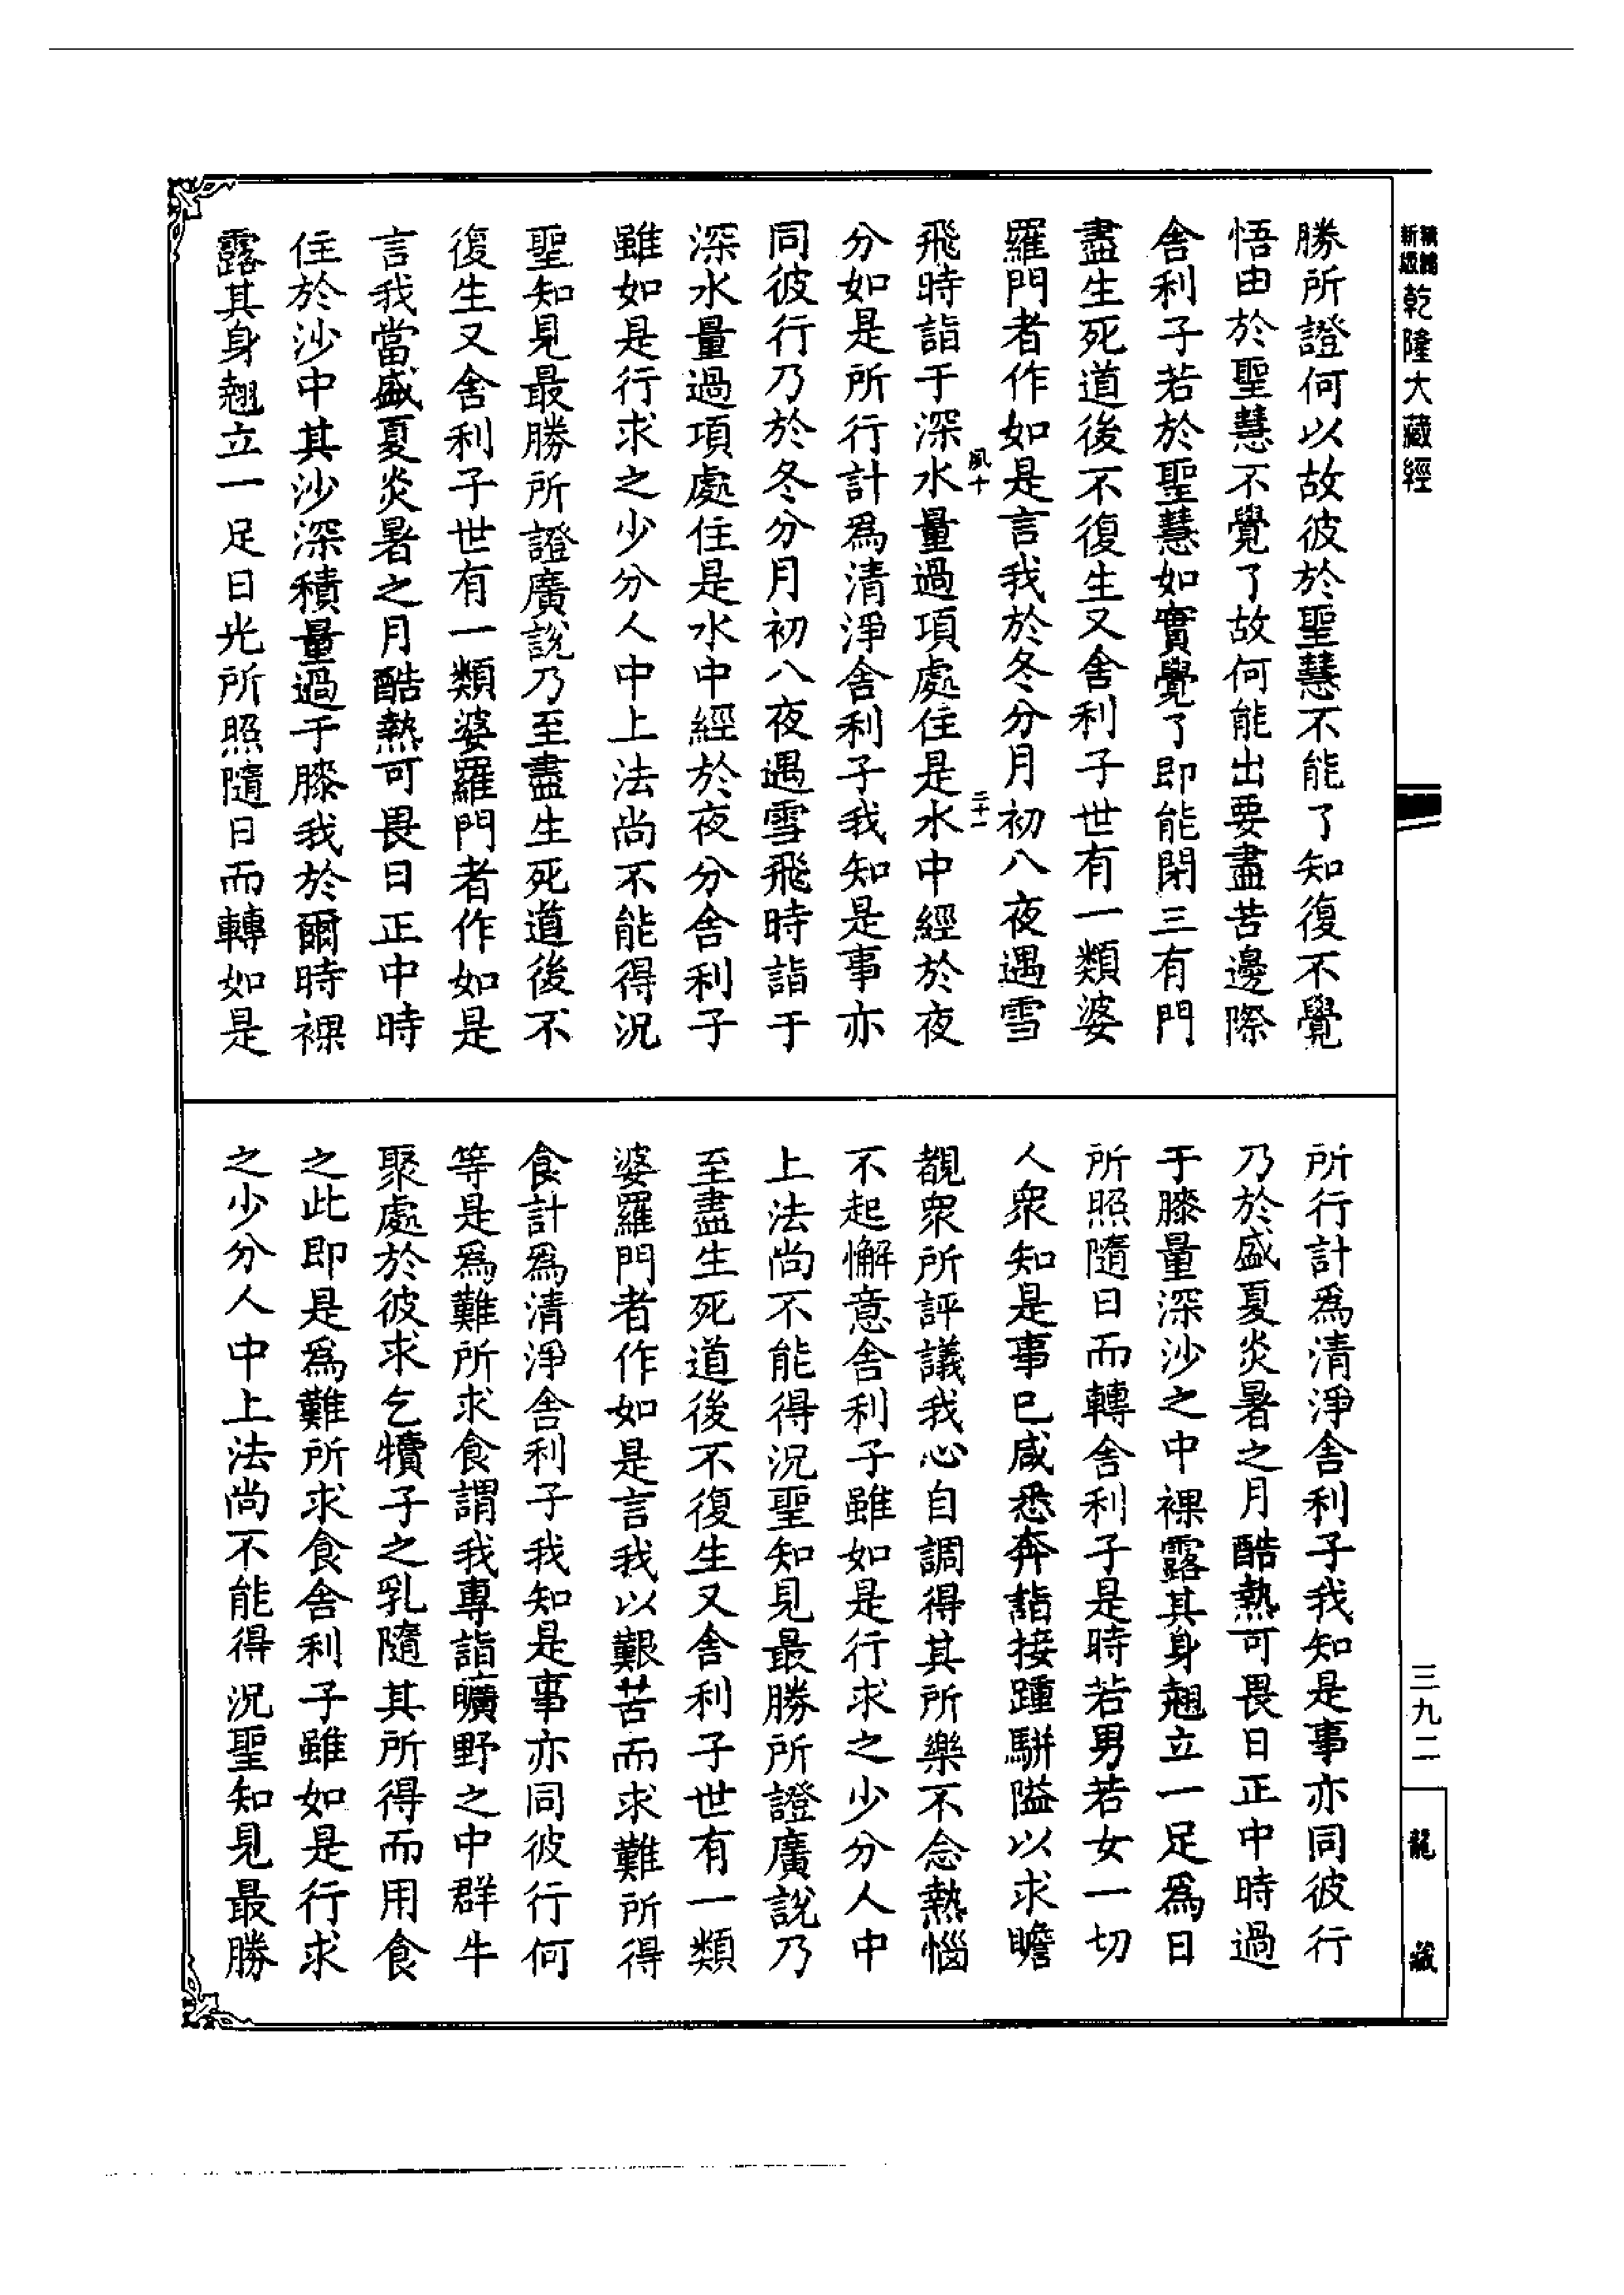 新編縮版乾隆大藏經
勝所證何以故彼於聖慧不能了知復不覺
悟由於聖慧不覺了故何能出要盡苦邊際
舍利子若於聖慧如實覺了即能閉三有門
盡生死道後不復生又舍利子世有一類婆
羅門者作如是言我於冬分月初八夜遇雪
風十
三十一
飛時詣于深水量過項處住是水中經於夜
分如是所行計爲清淨舍利子我知是事亦
同彼行乃於冬分月初八夜遇雪飛時詣于
深水量過項處住是水中經於夜分舍利子
雖如是行求之少分人中上法尚不能得況
聖知見最勝所證廣說乃至盡生死道後不
復生又舍利子世有一類婆羅門者作如是
言我當盛夏炎暑之月酷熱可畏日正中時
住於沙中其沙深積量過于膝我於爾時裸
露其身翹立一足日光所照隨日而轉如是
所行計爲清淨舍利子我知是事亦同彼行
乃於盛夏炎暑之月酷熱可畏日正中時過
于膝量深沙之中裸露其身翹立一足爲日
所照隨日而轉舍利子是時若男若女一切
人衆知是事已咸悉奔詣接踵駢隘以求瞻
覩衆所評議我心自調得其所樂不念熱惱
不起懈意舍利子雖如是行求之少分人中
上法尚不能得況聖知見最勝所證廣說乃
至盡生死道後不復生又舍利子世有一類
婆羅門者作如是言我以艱苦而求難所得
食計爲清淨舍利子我知是事亦同彼行何
等是爲難所求食謂我專詣曠野之中群牛
聚處於彼求乞犢子之乳隨其所得而用食
之此即是爲難所求食舍利子雖如是行求
之少分人中上法尚不能得況聖知見最勝
三九二
龍藏